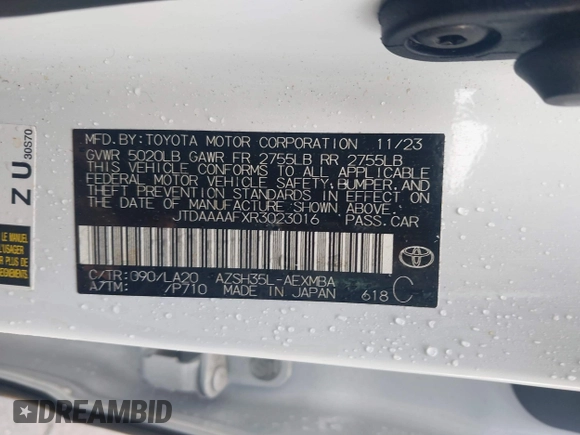 MFD.BY:TOYOTA MOTOR CORPORATION 11/23
GVWR 5020LB GAWR FR 2755LB RR 2755LB
THIS VEHICLE CONFORMS TO ALL APPLICABLE
FEDERAL MOTOR VEHICLE SAFETY,BUMPER,AND
THEFT PREVENTION STANDARDS IN EFFECT ON
THE DATE OF MANUFACTURE SHOWN ABOVE.
JTDAAAAFXR3023016 PASS.CAR
C/TR:090/LA20 AZSH35L-AEXMBA
A/TM: /P710 MADE IN JAPAN 618 C
TOYOTA
Z U
30S70
L'USAGER
DREAMBID